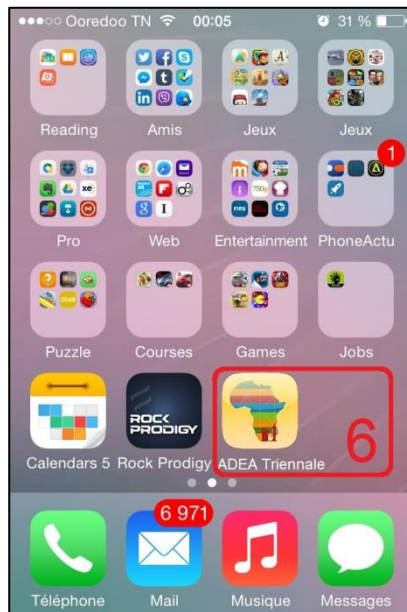 Ooredoo TN 00:05 31 %
Reading Amis Jeux Jeux
1
Pro Web Entertainment PhoneActu
Puzzle Courses Games Jobs
ROCK
PRODIGY
6
Calendars 5 Rock Prodigy ADEA Triennale
6 971
Téléphone Mail Musique Messages